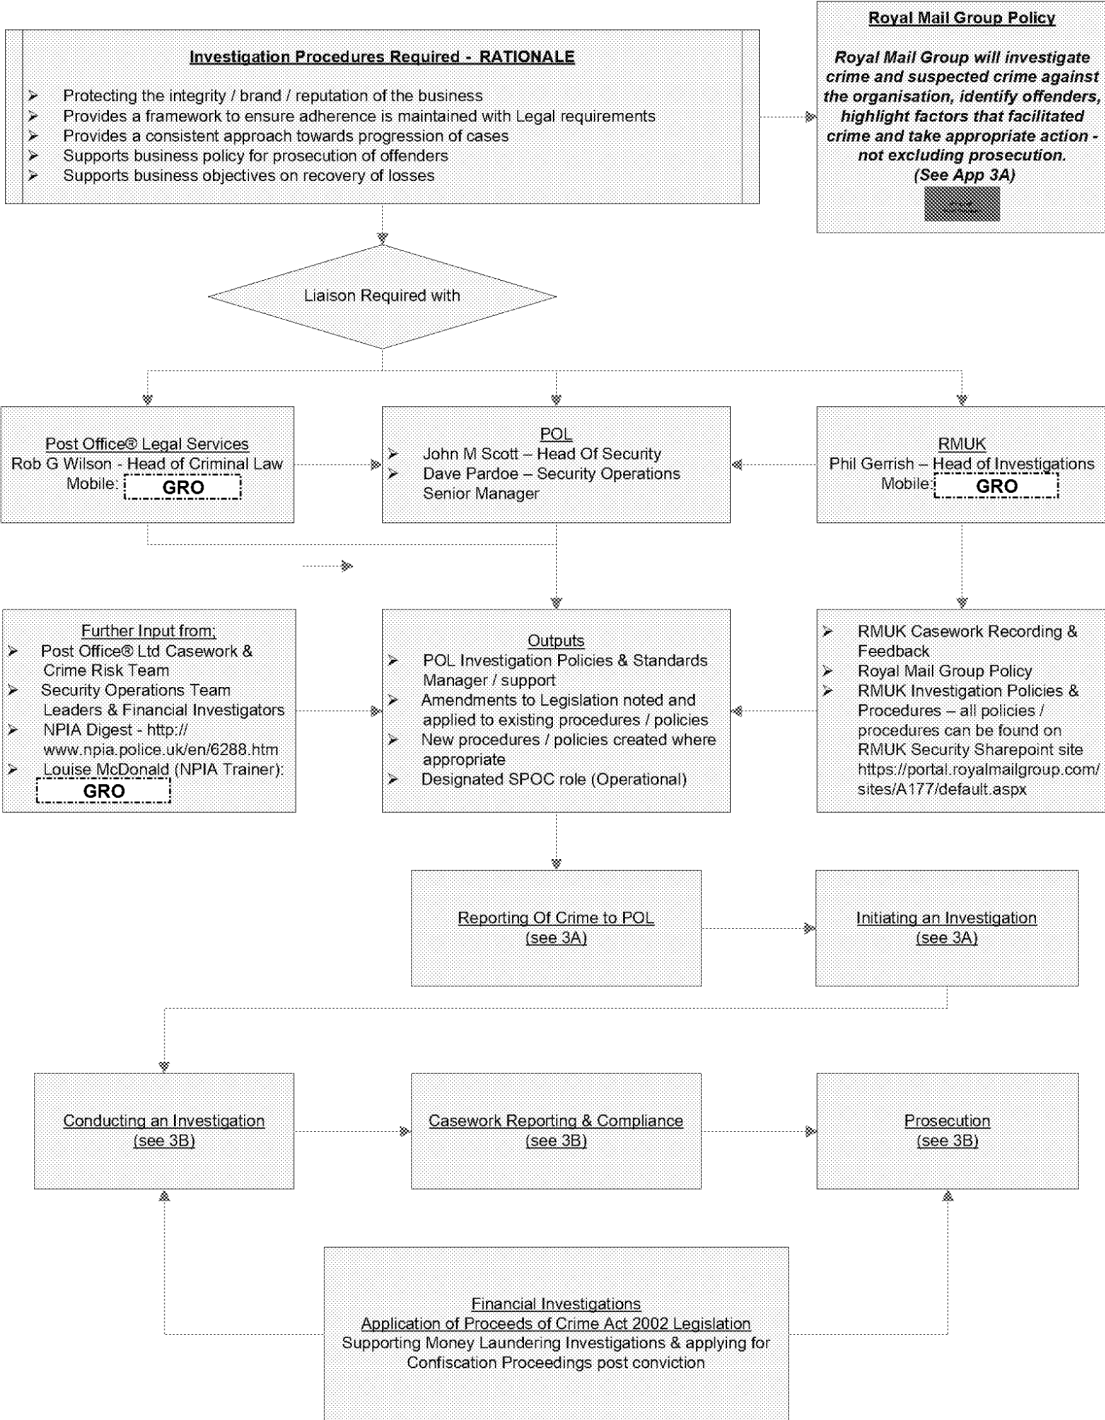 Royal Mail Group Policy
Royal Mail Group will investigate
crime and suspected crime against
the organisation, identify offenders,
highlight factors that facilitated
crime and take appropriate action -
not excluding prosecution.
(See App 3A)
Investigation Procedures Required - RATIONALE
➢ Protecting the integrity / brand / reputation of the business
➢ Provides a framework to ensure adherence is maintained with Legal requirements
➢ Provides a consistent approach towards progression of cases
➢ Supports business policy for prosecution of offenders
➢ Supports business objectives on recovery of losses
Liaison Required with
Post Office® Legal Services
Rob G Wilson - Head of Criminal Law
Mobile: GRO
POL
➢ John M Scott – Head Of Security
➢ Dave Pardoe – Security Operations
Senior Manager
RMUK
Phil Gerrish – Head of Investigations
Mobile: GRO
Further Input from;
➢ Post Office® Ltd Casework &
Crime Risk Team
➢ Security Operations Team
Leaders & Financial Investigators
➢ NPIA Digest - http://
www.npia.police.uk/en/6288.htm
➢ Louise McDonald (NPIA Trainer):
GRO
Outputs
➢ POL Investigation Policies & Standards
Manager / support
➢ Amendments to Legislation noted and
applied to existing procedures / policies
➢ New procedures / policies created where
appropriate
➢ Designated SPOC role (Operational)
➢ RMUK Casework Recording &
Feedback
➢ Royal Mail Group Policy
➢ RMUK Investigation Policies &
Procedures – all policies /
procedures can be found on
RMUK Security Sharepoint site
https://portal.royalmailgroup.com/
sites/A177/default.aspx
Reporting Of Crime to POL
(see 3A)
Initiating an Investigation
(see 3A)
Conducting an Investigation
(see 3B)
Casework Reporting & Compliance
(see 3B)
Prosecution
(see 3B)
Financial Investigations
Application of Proceeds of Crime Act 2002 Legislation
Supporting Money Laundering Investigations & applying for
Confiscation Proceedings post conviction